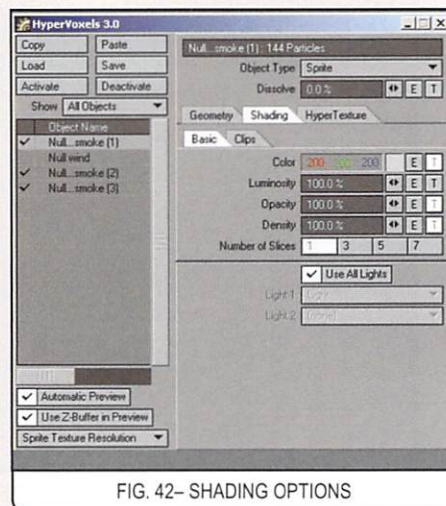 HyperVoxels 3.0
Copy Paste
Load Save
Activate Deactivate
Show All Objects
Object Name
Null...smoke (1)
Null wind
Null...smoke (2)
Null...smoke (3)
Automatic Preview
Use Z-Buffer in Preview
Sprite Texture Resolution
Null...smoke (1) : 144 Particles
Object Type Sprite
Dissolve 0.0 % E T
Geometry Shading HyperTexture
Basic Clips
Color 200 200 200 E T
Luminosity 100.0 % E T
Opacity 100.0 % E T
Density 100.0 % E T
Number of Slices 1 3 5 7
Use All Lights
Light 1 Light
Light 2 (none)
FIG. 42– SHADING OPTIONS